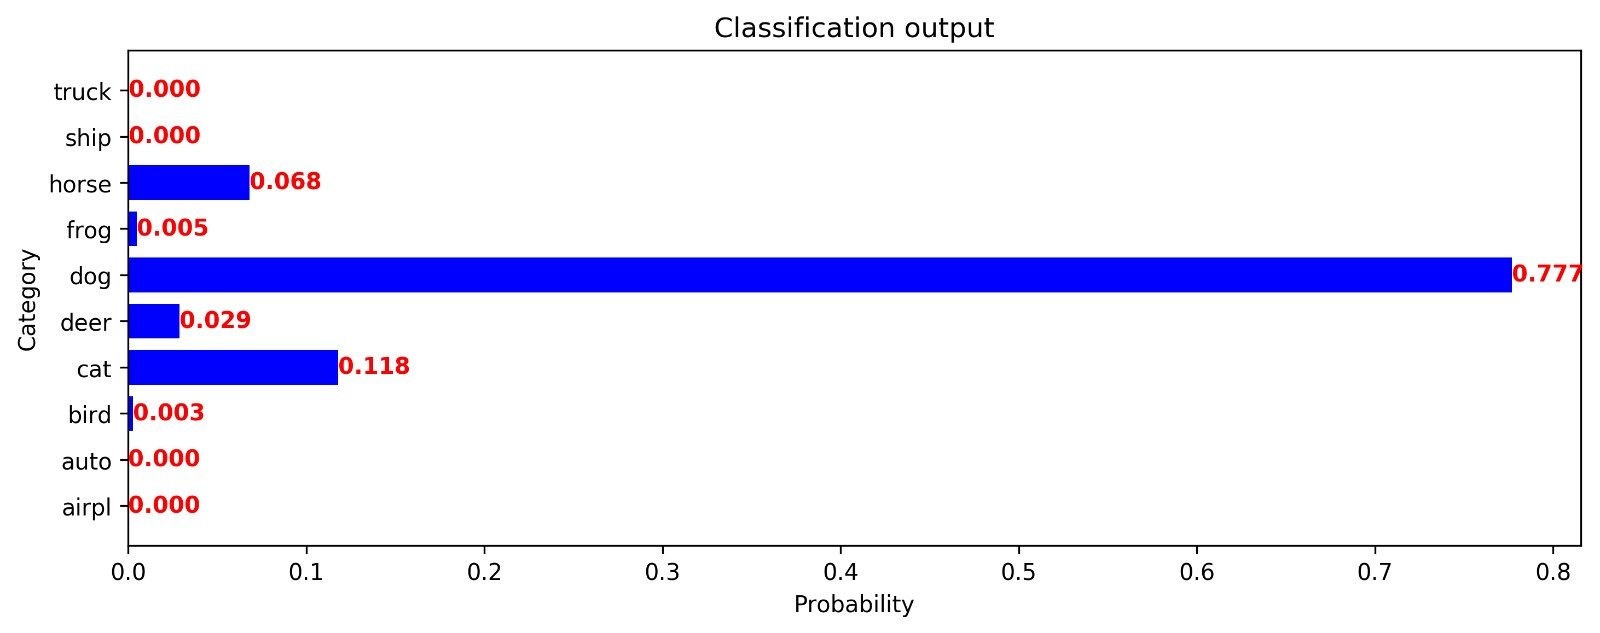 Classification output
truck 0.000
ship 0.000
horse 0.068
frog 0.005
dog 0.777
deer 0.029
cat 0.118
bird 0.003
auto 0.000
airpl 0.000
Category
0.0 0.1 0.2 0.3 0.4 0.5 0.6 0.7 0.8
Probability